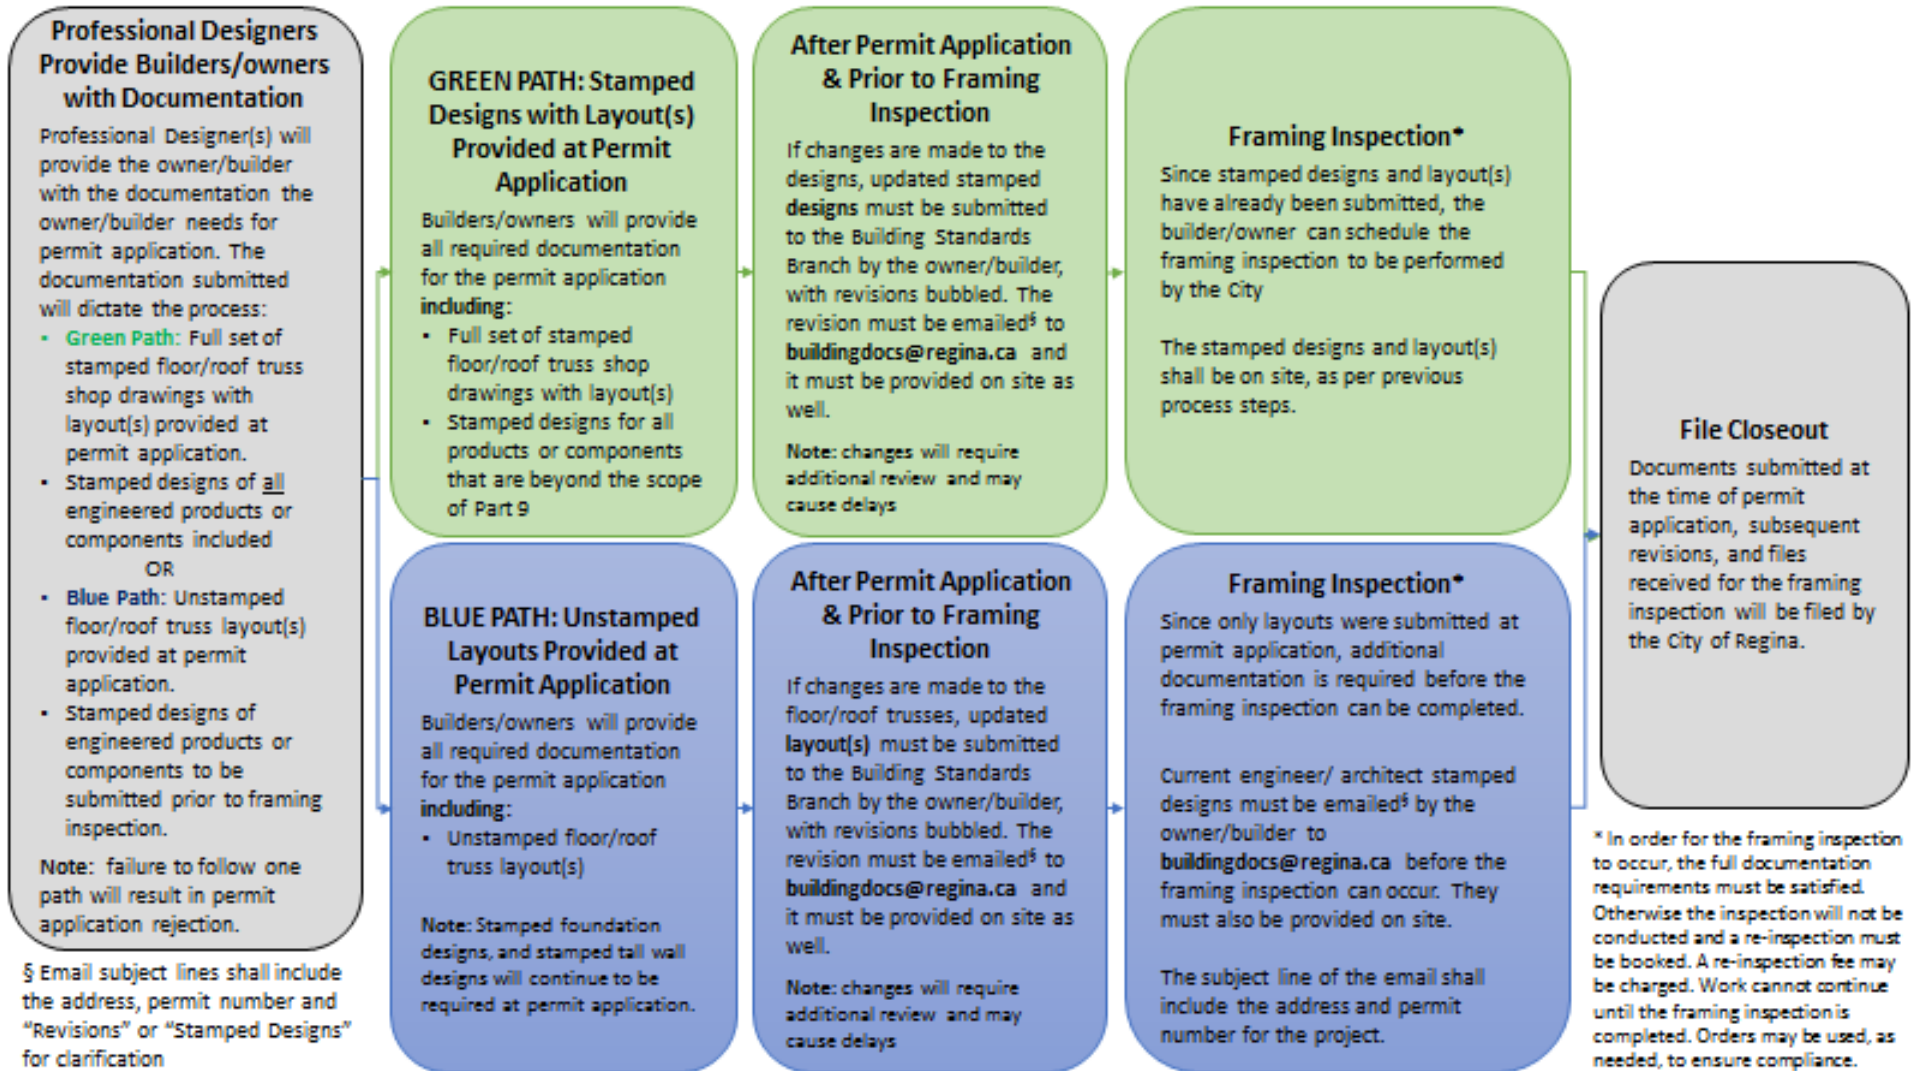 Professional Designers
Provide Builders/owners
with Documentation
Professional Designer(s) will
provide the owner/builder
with the documentation the
owner/builder needs for
permit application. The
documentation submitted
will dictate the process:
• Green Path: Full set of
stamped floor/roof truss
shop drawings with
layout(s) provided at
permit application.
• Stamped designs of all
engineered products or
components included
OR
• Blue Path: Unstamped
floor/roof truss layout(s)
provided at permit
application.
• Stamped designs of
engineered products or
components to be
submitted prior to framing
inspection.
Note: failure to follow one
path will result in permit
application rejection.
§ Email subject lines shall include
the address, permit number and
“Revisions” or “Stamped Designs”
for clarification
GREEN PATH: Stamped
Designs with Layout(s)
Provided at Permit
Application
Builders/owners will provide
all required documentation
for the permit application
including:
• Full set of stamped
floor/roof truss shop
drawings with layout(s)
• Stamped designs for all
products or components
that are beyond the scope
of Part 9
After Permit Application
& Prior to Framing
Inspection
If changes are made to the
designs, updated stamped
designs must be submitted
to the Building Standards
Branch by the owner/builder,
with revisions bubbled. The
revision must be emailed§ to
buildingdocs@regina.ca and
it must be provided on site as
well.
Note: changes will require
additional review and may
cause delays
Framing Inspection*
Since stamped designs and layout(s)
have already been submitted, the
builder/owner can schedule the
framing inspection to be performed
by the City
The stamped designs and layout(s)
shall be on site, as per previous
process steps.
BLUE PATH: Unstamped
Layouts Provided at
Permit Application
Builders/owners will provide
all required documentation
for the permit application
including:
• Unstamped floor/roof
truss layout(s)
Note: Stamped foundation
designs, and stamped tall wall
designs will continue to be
required at permit application.
After Permit Application
& Prior to Framing
Inspection
If changes are made to the
floor/roof trusses, updated
layout(s) must be submitted
to the Building Standards
Branch by the owner/builder,
with revisions bubbled. The
revision must be emailed§ to
buildingdocs@regina.ca and
it must be provided on site as
well.
Note: changes will require
additional review and may
cause delays
Framing Inspection*
Since only layouts were submitted at
permit application, additional
documentation is required before the
framing inspection can be completed.
Current engineer/ architect stamped
designs must be emailed§ by the
owner/builder to
buildingdocs@regina.ca before the
framing inspection can occur. They
must also be provided on site.
The subject line of the email shall
include the address and permit
number for the project.
File Closeout
Documents submitted at
the time of permit
application, subsequent
revisions, and files
received for the framing
inspection will be filed by
the City of Regina.
* In order for the framing inspection
to occur, the full documentation
requirements must be satisfied.
Otherwise the inspection will not be
conducted and a re-inspection must
be booked. A re-inspection fee may
be charged. Work cannot continue
until the framing inspection is
completed. Orders may be used, as
needed, to ensure compliance.